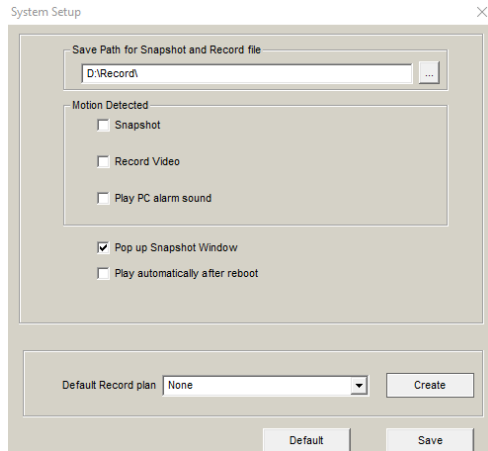 System Setup
Save Path for Snapshot and Record file
D:\Record\
...
Motion Detected
Snapshot
Record Video
Play PC alarm sound
Pop up Snapshot Window
Play automatically after reboot
Default Record plan None Create
Default Save